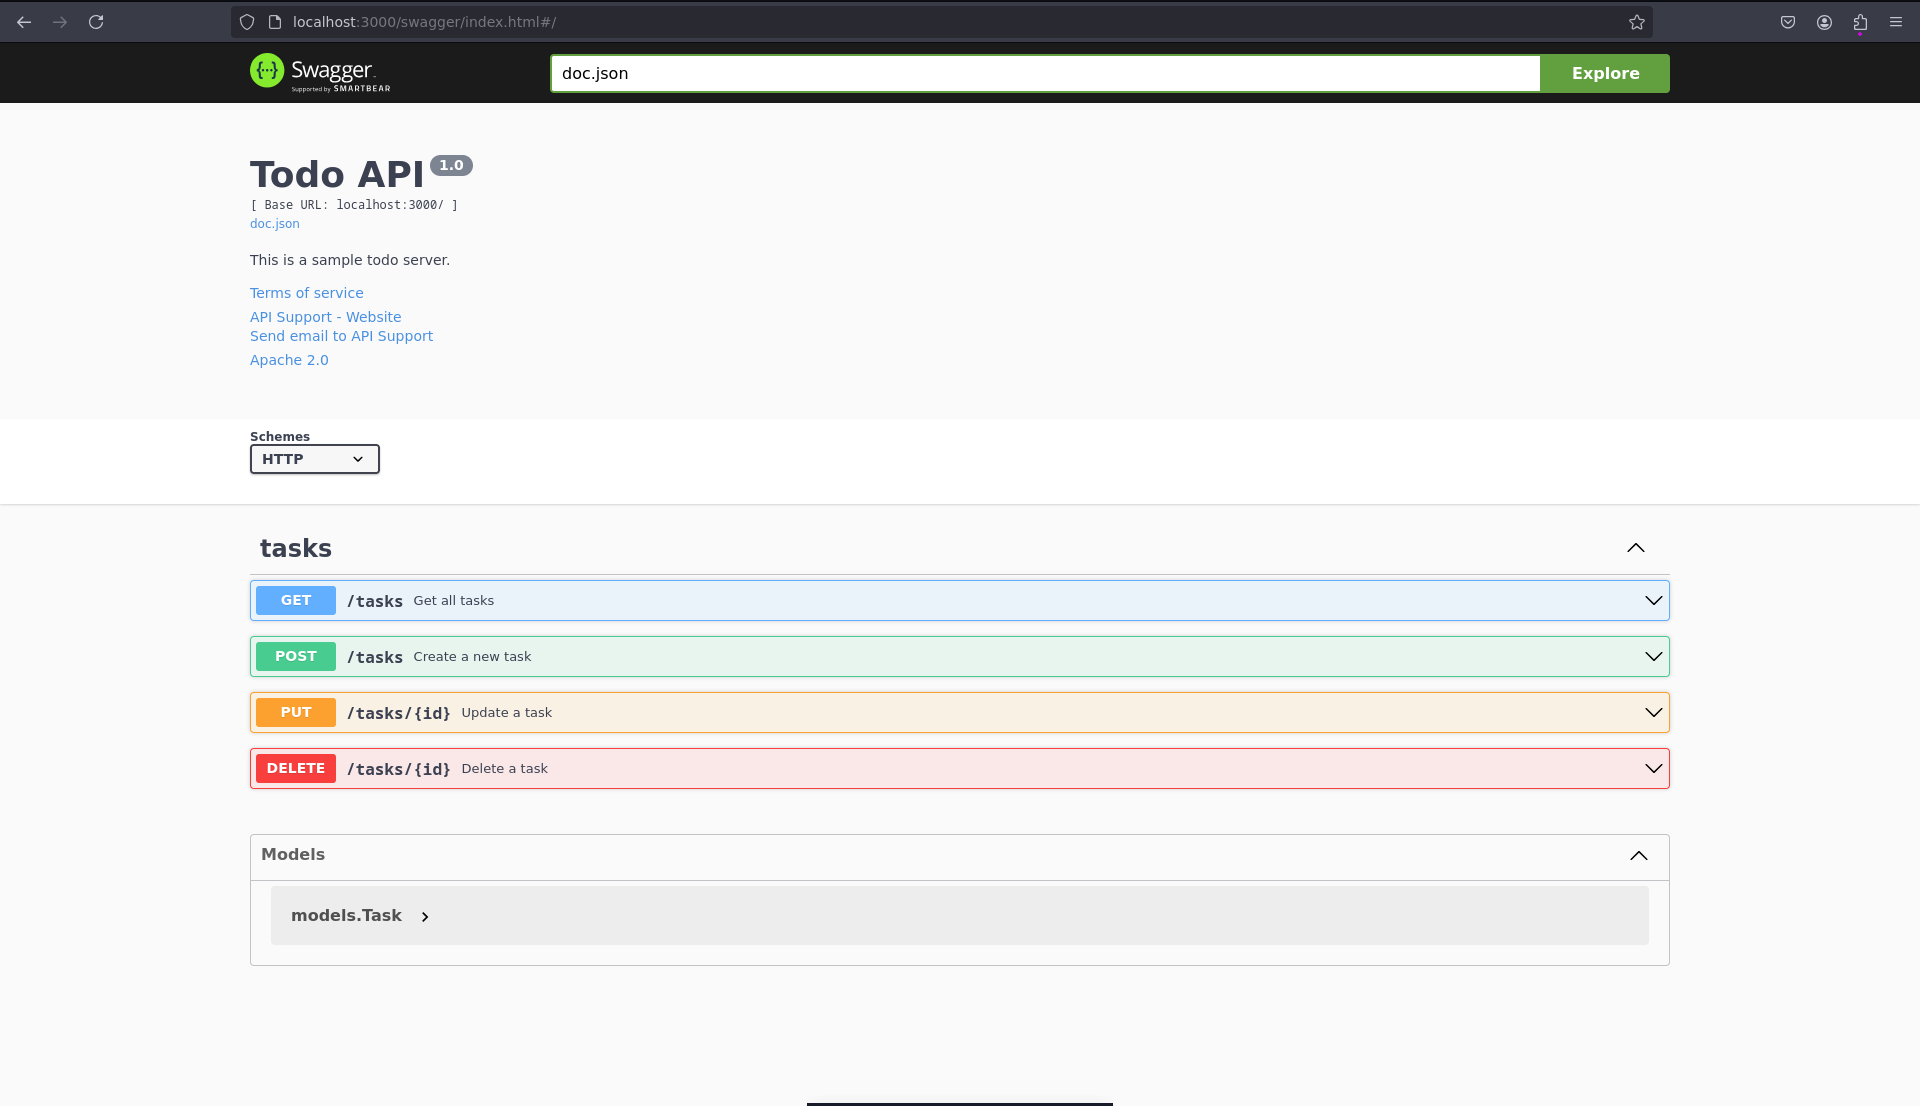 localhost:3000/swagger/index.html#/
{...} Swagger.
Supported by SMARTBEAR
doc.json
Explore
Todo API 1.0
[ Base URL: localhost:3000/ ]
doc.json
This is a sample todo server.
Terms of service
API Support - Website
Send email to API Support
Apache 2.0
Schemes
HTTP
tasks
GET /tasks Get all tasks
POST /tasks Create a new task
PUT /tasks/{id} Update a task
DELETE /tasks/{id} Delete a task
Models
models.Task